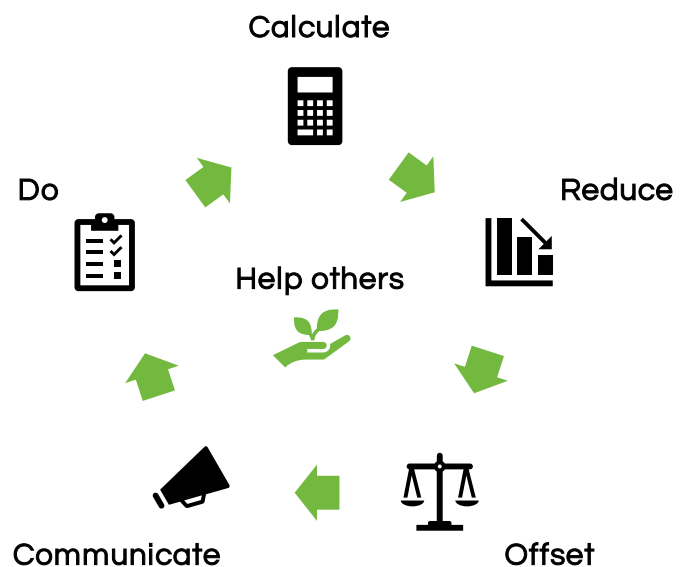 Calculate
Do
Reduce
Help others
Communicate
Offset